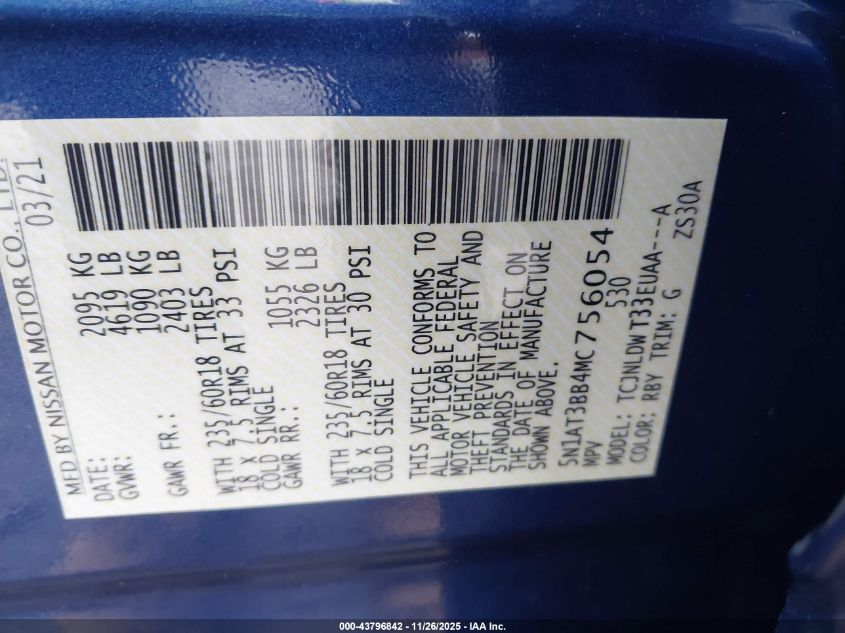 MFD BY NISSAN MOTOR CO., LTD.
DATE: 03/21
GVWR: 2095 KG
4619 LB
GAWR FR.: 1090 KG
2403 LB
WITH 235/60R18 TIRES
18 X 7.5 RIMS AT 33 PSI
COLD SINGLE
GAWR RR.: 1055 KG
2326 LB
WITH 235/60R18 TIRES
18 X 7.5 RIMS AT 30 PSI
COLD SINGLE
THIS VEHICLE CONFORMS TO
ALL APPLICABLE FEDERAL
MOTOR VEHICLE SAFETY AND
THEFT PREVENTION
STANDARDS IN EFFECT ON
THE DATE OF MANUFACTURE
SHOWN ABOVE.
5N1AT3BB4MC756054
MPV 530
MODEL: TCJNLDWT33EUAA---A
COLOR: RBY TRIM: G ZS30A
000-43796842 - 11/26/2025 - IAA Inc.